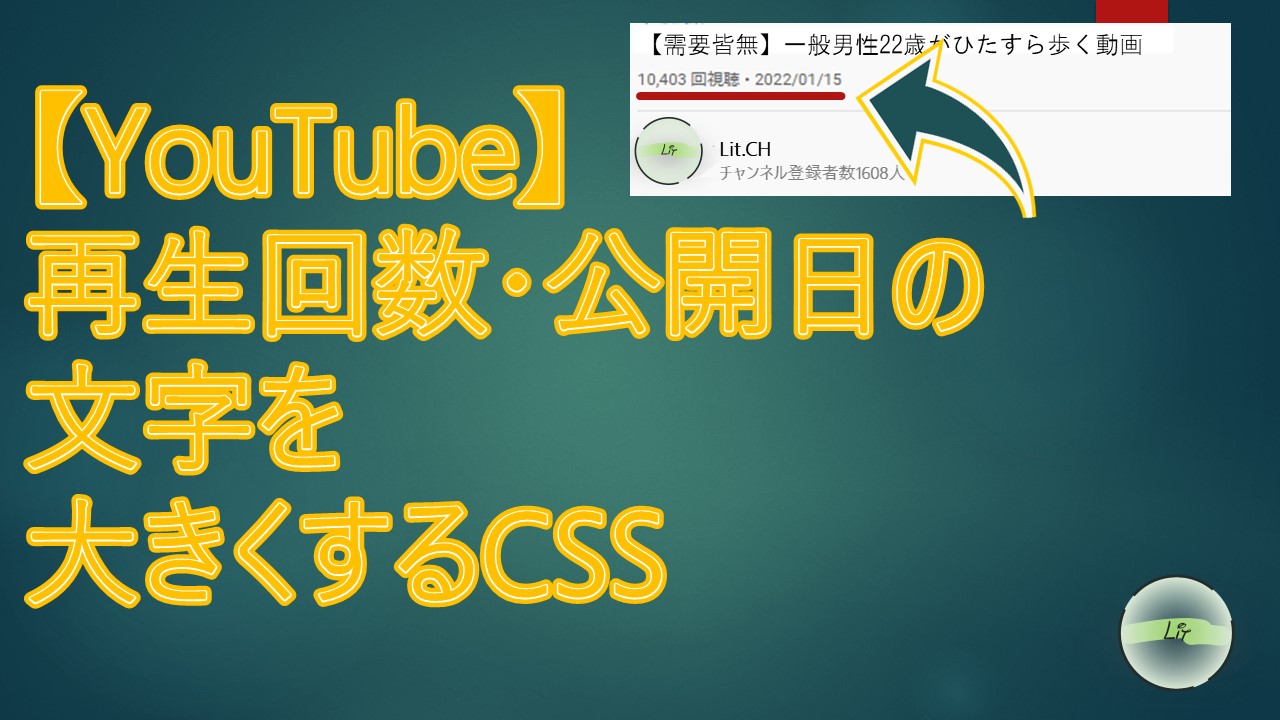 【需要皆無】一般男性22歳がひたすら歩く動画
10,403 回視聴・2022/01/15
Lit
Lit.CH
チャンネル登録者数1608人
【YouTube】
再生回数・公開日の
文字を
大きくするCSS
Lit